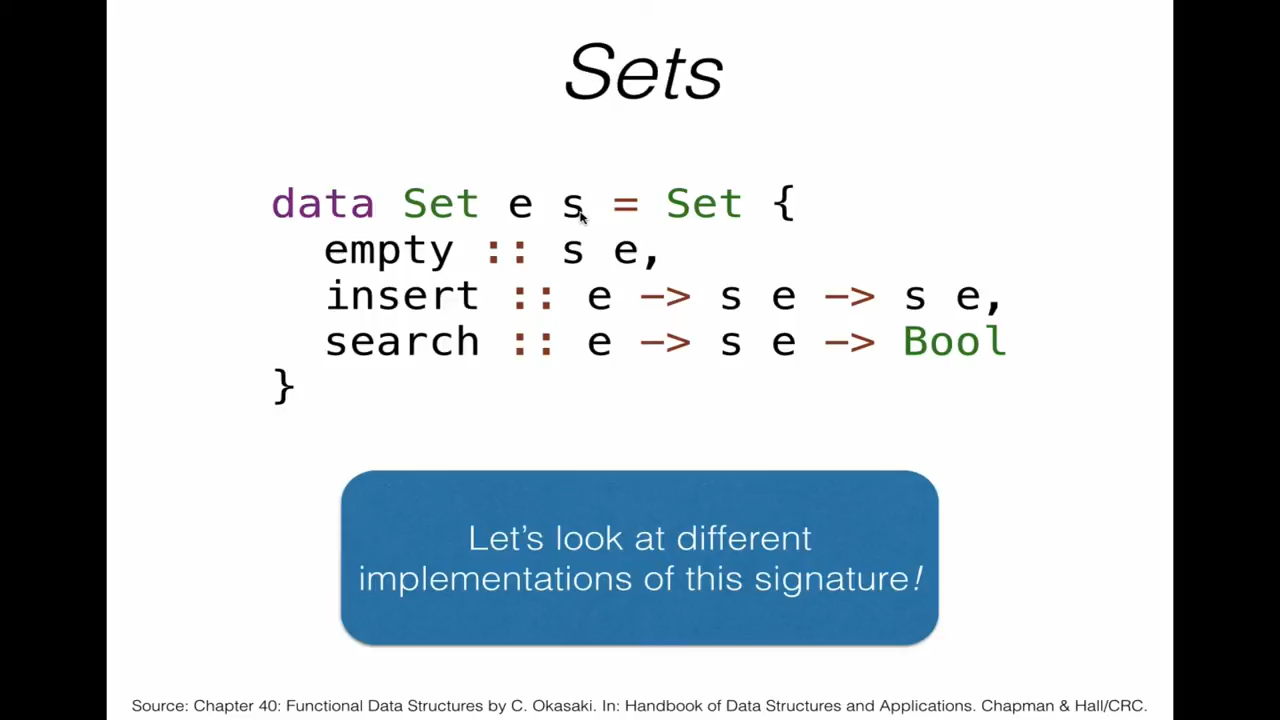 Sets
data Set e s = Set {
empty :: s e,
insert :: e -> s e -> s e,
search :: e -> s e -> Bool
}
Let's look at different
implementations of this signature!
Source: Chapter 40: Functional Data Structures by C. Okasaki. In: Handbook of Data Structures and Applications. Chapman & Hall/CRC.